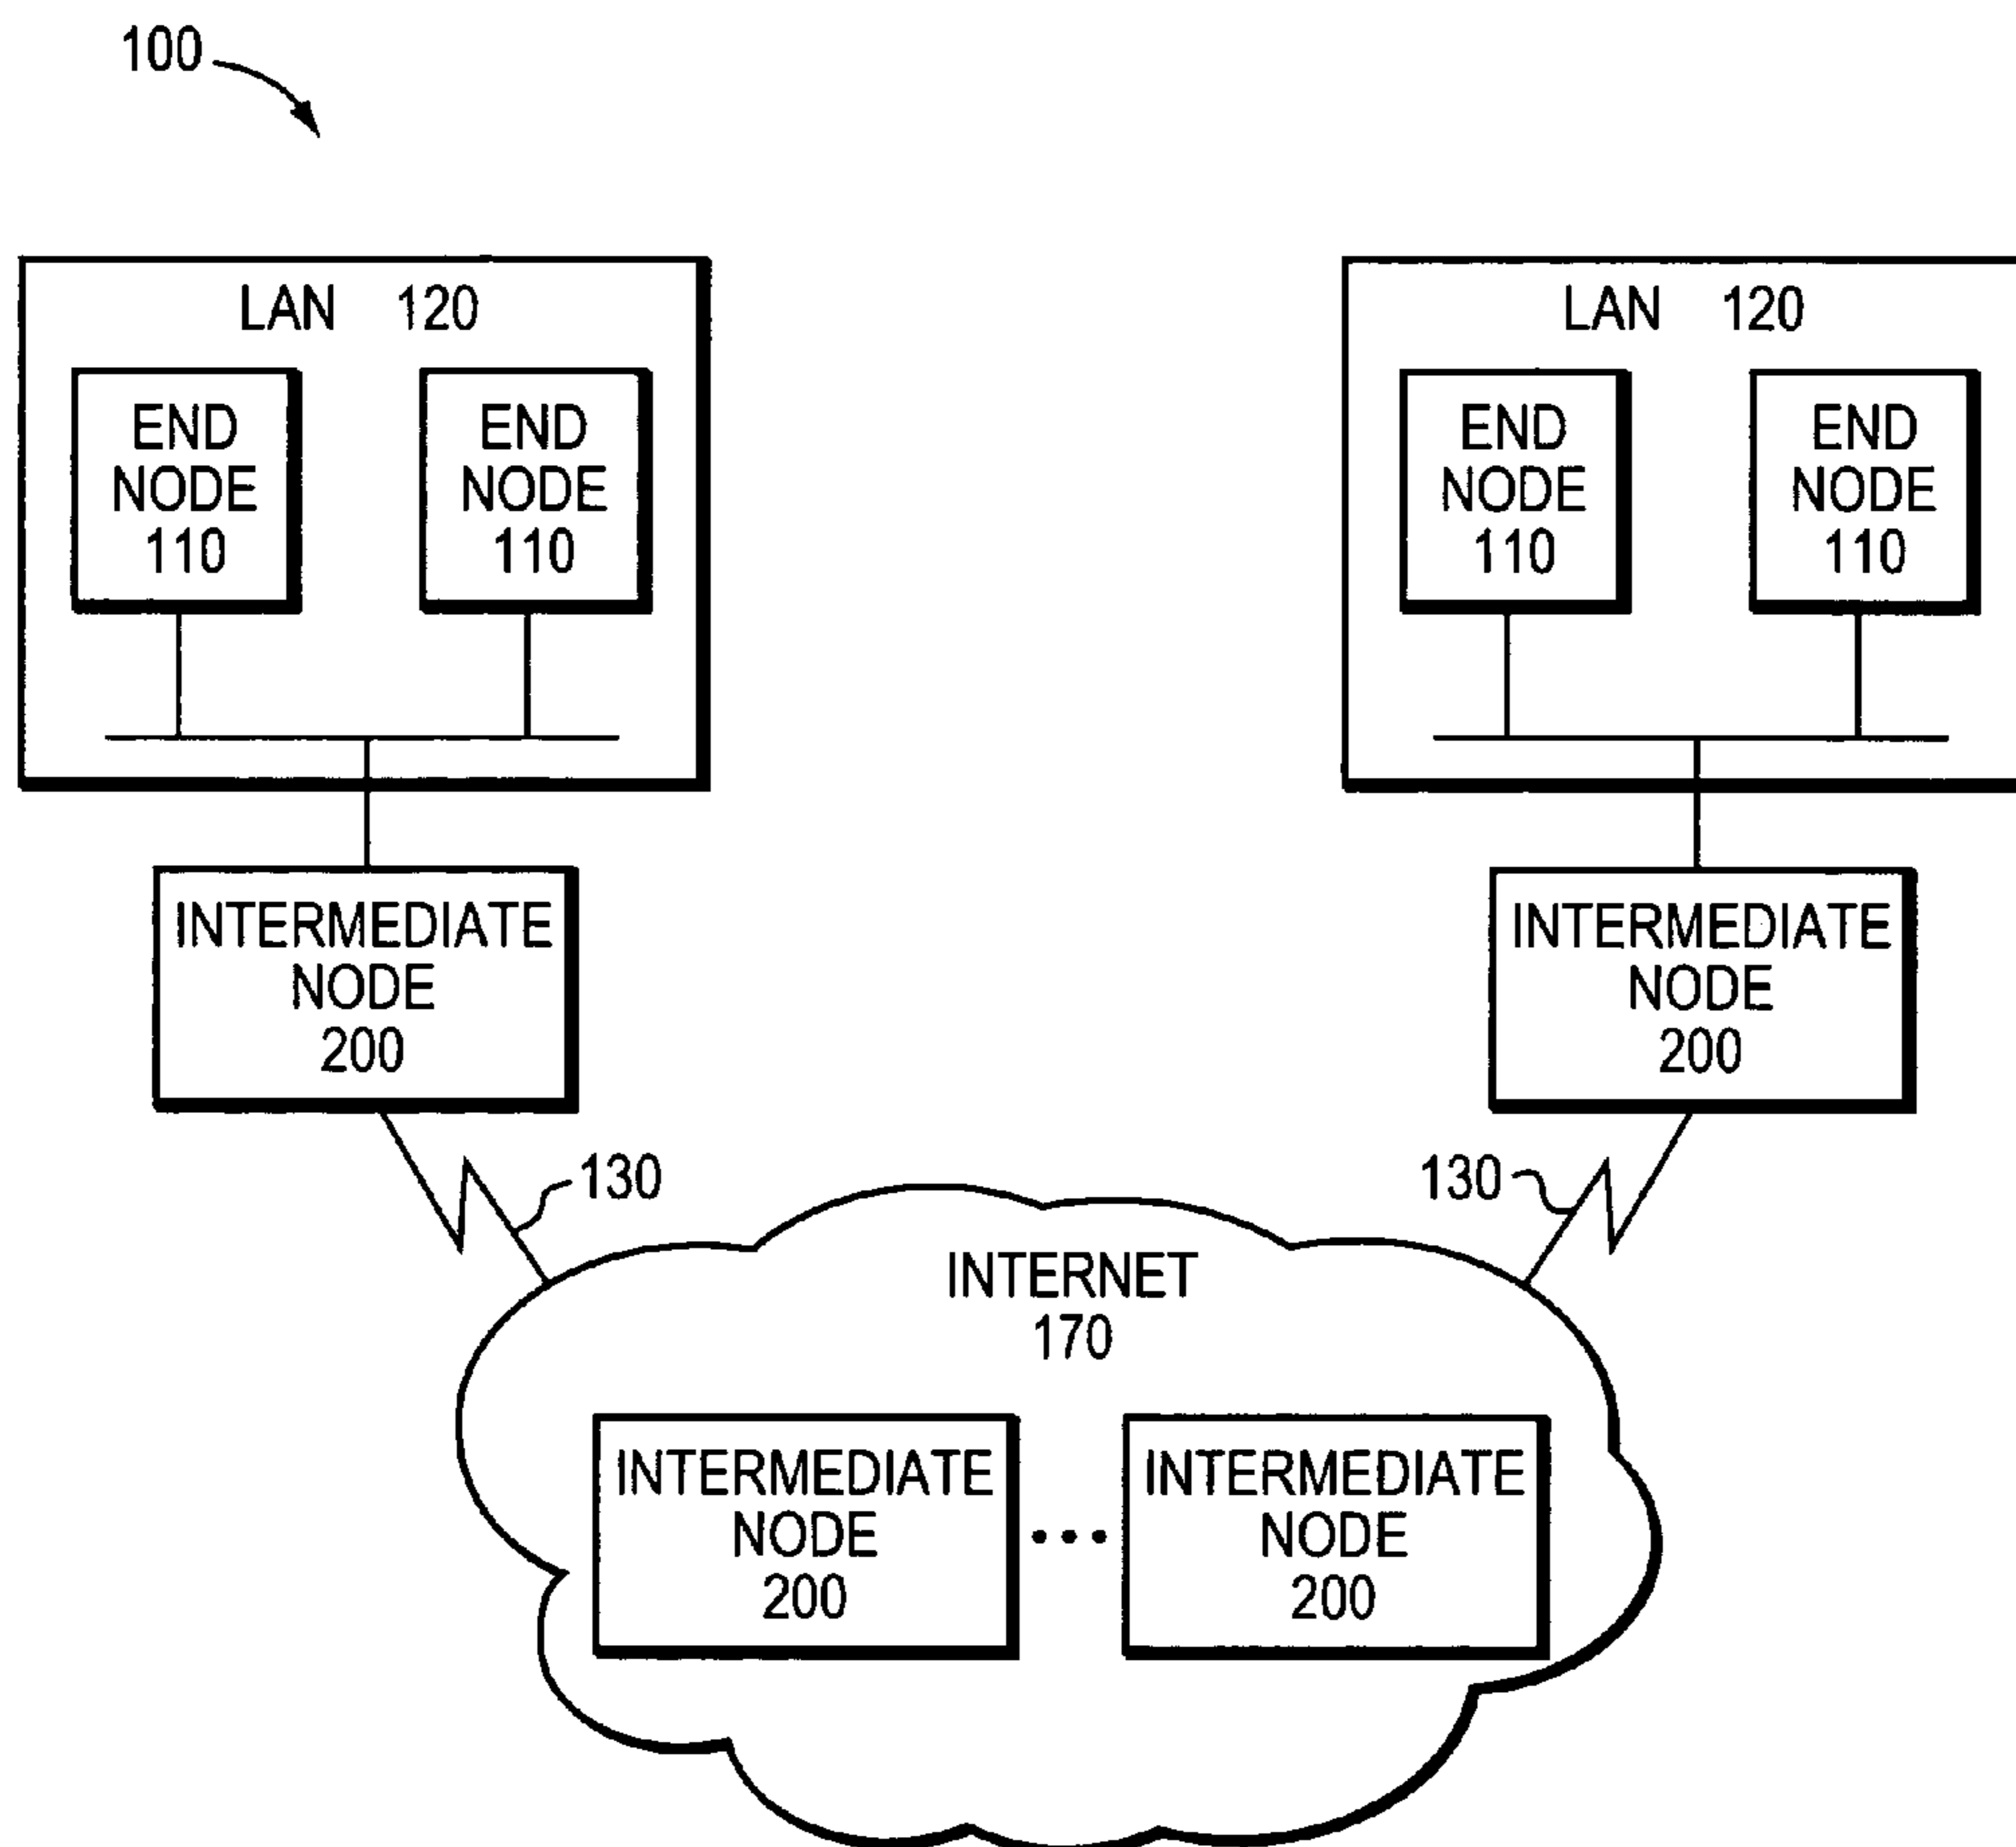 100
LAN 120
END
NODE
110
END
NODE
110
LAN 120
END
NODE
110
END
NODE
110
INTERMEDIATE
NODE
200
INTERMEDIATE
NODE
200
130
130
INTERNET
170
INTERMEDIATE
NODE
200
INTERMEDIATE
NODE
200